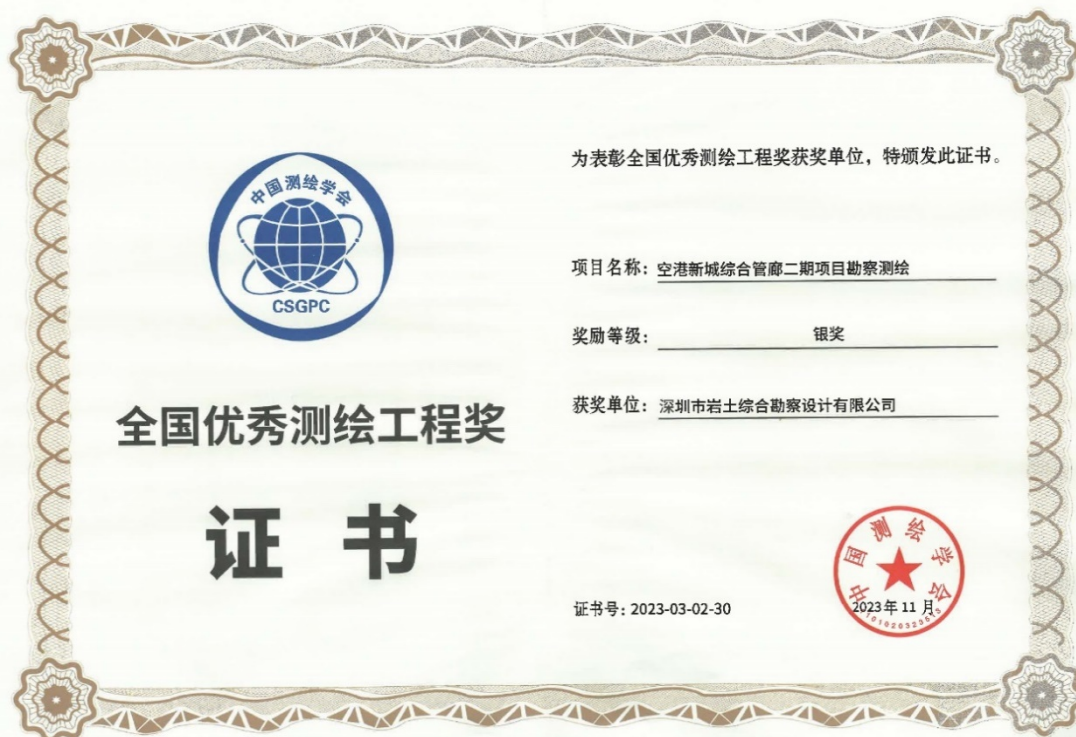 中国测绘学会
CSGPC
全国优秀测绘工程奖
证 书
为表彰全国优秀测绘工程奖获奖单位，特颁发此证书。
项目名称：空港新城综合管廊二期项目勘察测绘
奖励等级：银奖
获奖单位：深圳市岩土综合勘察设计有限公司
中国测绘学会
证书号：2023-03-02-30
2023年11月